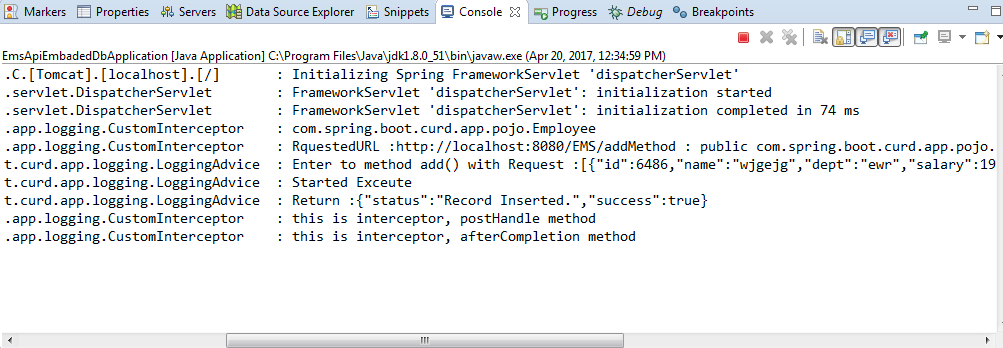 Markers Properties Servers Data Source Explorer Snippets Console Progress Debug Breakpoints
EmsApiEmbadedDbApplication [Java Application] C:\Program Files\Java\jdk1.8.0_51\bin\javaw.exe (Apr 20, 2017, 12:34:59 PM)
.C.[Tomcat].[localhost].[/] : Initializing Spring FrameworkServlet 'dispatcherServlet'
.servlet.DispatcherServlet : FrameworkServlet 'dispatcherServlet': initialization started
.servlet.DispatcherServlet : FrameworkServlet 'dispatcherServlet': initialization completed in 74 ms
.app.logging.CustomInterceptor : com.spring.boot.curd.app.pojo.Employee
.app.logging.CustomInterceptor : RquestedURL :http://localhost:8080/EMS/addMethod : public com.spring.boot.curd.app.pojo.
t.curd.app.logging.LoggingAdvice : Enter to method add() with Request :[{"id":6486,"name":"wjgejg","dept":"ewr","salary":19
t.curd.app.logging.LoggingAdvice : Started Exceute
t.curd.app.logging.LoggingAdvice : Return :{"status":"Record Inserted.","success":true}
.app.logging.CustomInterceptor : this is interceptor, postHandle method
.app.logging.CustomInterceptor : this is interceptor, afterCompletion method